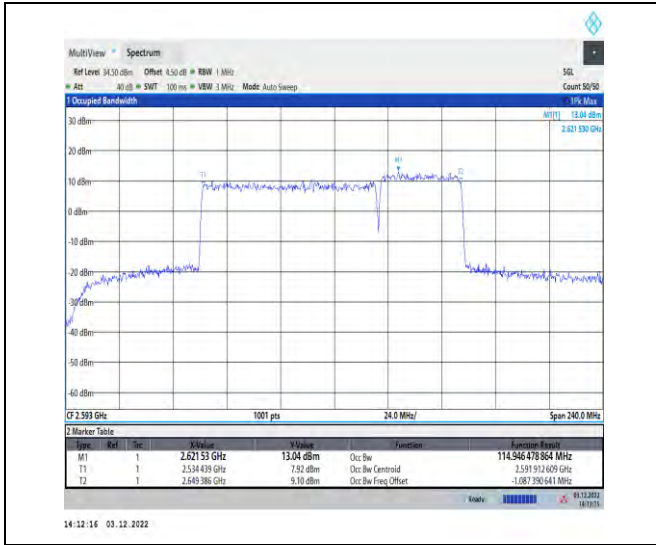 MultiView Spectrum
Ref Level 34.50 dBm Offset 4.50 dB RBW 1 MHz SGL
Att 40 dB SWT 100 ms VBW 3 MHz Mode Auto Sweep Count 50/50
1 Occupied Bandwidth 1Pk Max
M1[1] 13.04 dBm
2.621 530 GHz
30 dBm
20 dBm
M1
T1 T2
10 dBm
0 dBm
-10 dBm
-20 dBm
-30 dBm
-40 dBm
-50 dBm
-60 dBm
CF 2.593 GHz 1001 pts 24.0 MHz/ Span 240.0 MHz
2 Marker Table
Type Ref Trc X-Value Y-Value Function Function Result
M1 1 2.621 53 GHz 13.04 dBm Occ Bw 114.946 478 864 MHz
T1 1 2.534 439 GHz 7.92 dBm Occ Bw Centroid 2.591 912 609 GHz
T2 1 2.649 386 GHz 9.10 dBm Occ Bw Freq Offset -1.087 390 641 MHz
Ready 03.12.2022
14:12:16 03.12.2022